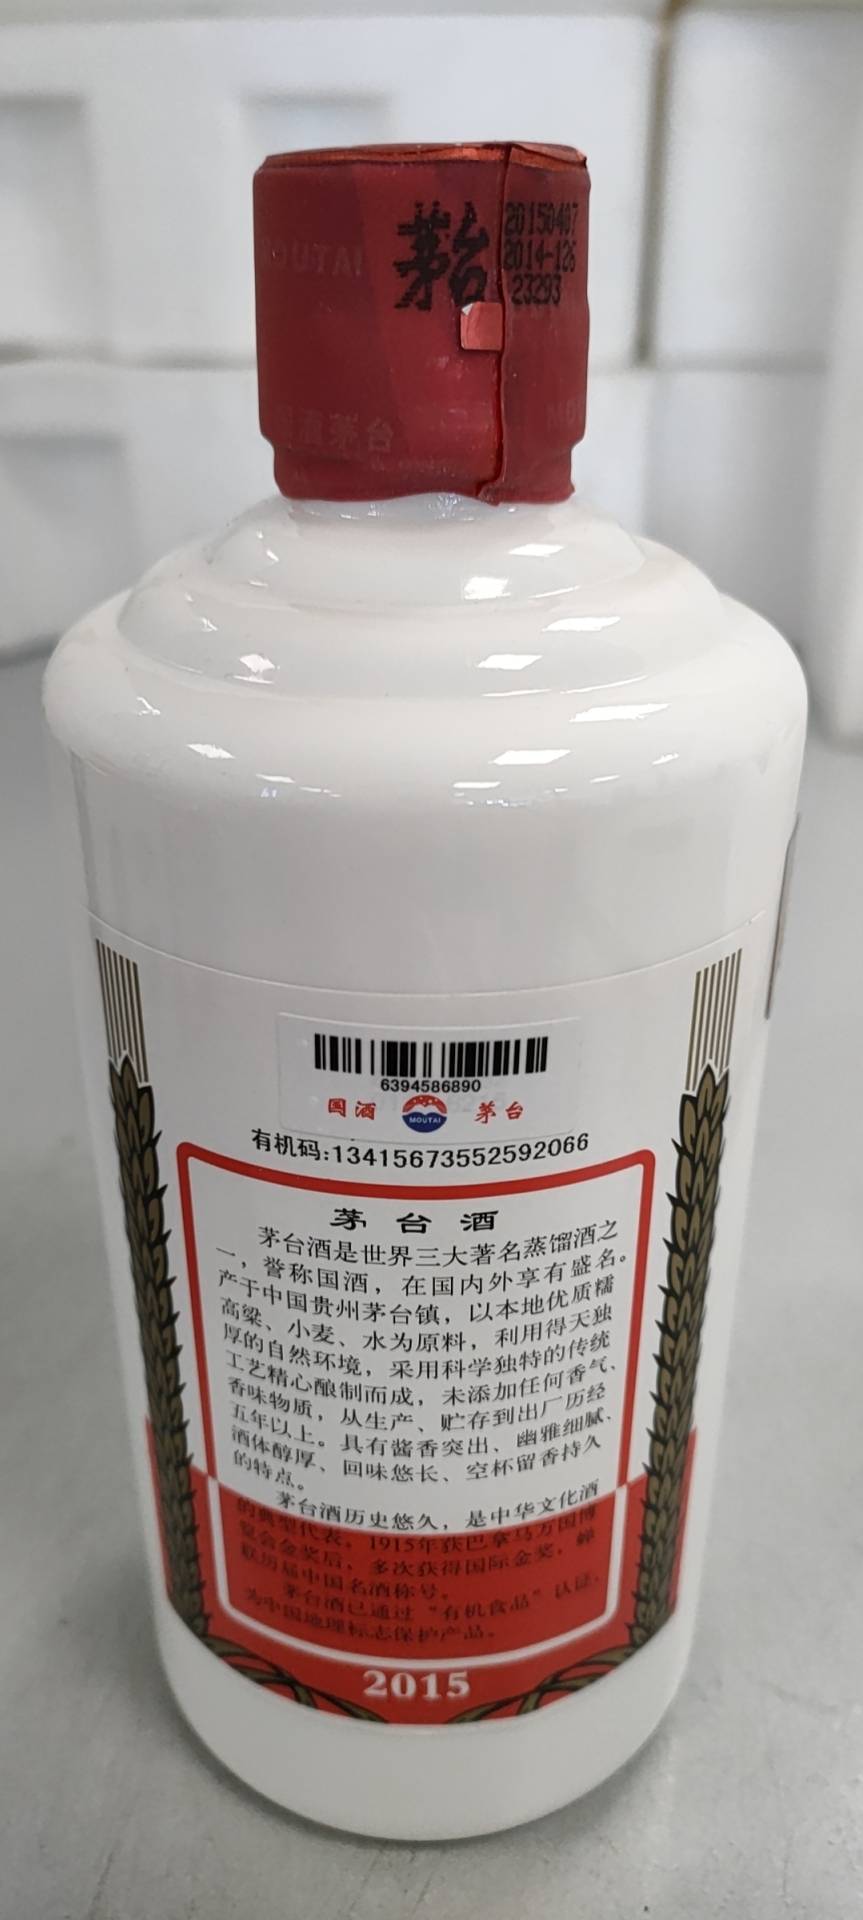 MOUTAI
茅台
20150407
2014-126
23293
国酒茅台
MOU
6394586890
国酒
MOUTAI
茅台
有机码:13415673552592066
茅台酒
茅台酒是世界三大著名蒸馏酒之
一，誉称国酒，在国内外享有盛名。
产于中国贵州茅台镇，以本地优质糯
高粱、小麦、水为原料，利用得天独
厚的自然环境，采用科学独特的传统
工艺精心酿制而成，未添加任何香气、
香味物质，从生产、贮存到出厂历经
五年以上。具有酱香突出、幽雅细腻、
酒体醇厚、回味悠长、空杯留香持久
的特点。
茅台酒历史悠久，是中华文化酒
的典型代表。1915年获巴拿马万国博
览会金奖后，多次获得国际金奖，蝉
联历届中国名酒称号。
茅台酒已通过“有机食品”认证，
为中国地理标志保护产品。
2015